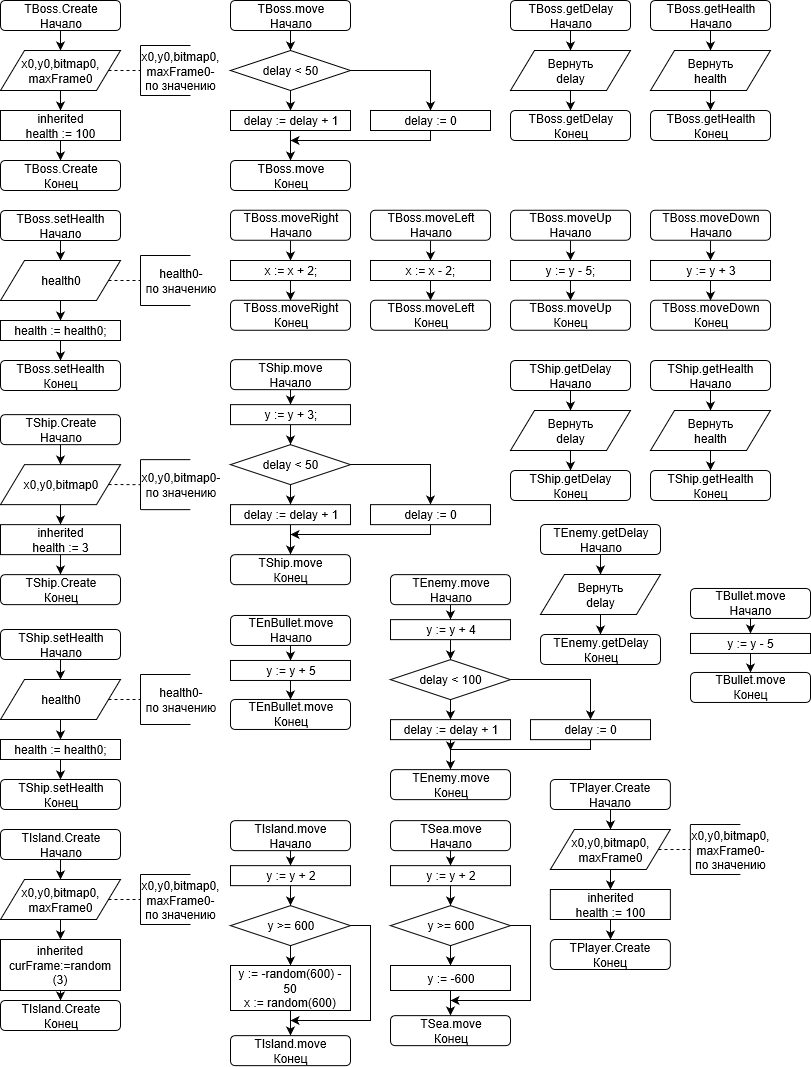 TBoss.Create
Начало
x0,y0,bitmap0,
maxFrame0
x0,y0,bitmap0,
maxFrame0-
по значению
inherited
health := 100
TBoss.Create
Конец
TBoss.move
Начало
delay < 50
delay := delay + 1
delay := 0
TBoss.move
Конец
TBoss.getDelay
Начало
Вернуть
delay
TBoss.getDelay
Конец
TBoss.getHealth
Начало
Вернуть
health
TBoss.getHealth
Конец
TBoss.setHealth
Начало
health0
health0-
по значению
health := health0;
TBoss.setHealth
Конец
TBoss.moveRight
Начало
x := x + 2;
TBoss.moveRight
Конец
TBoss.moveLeft
Начало
x := x - 2;
TBoss.moveLeft
Конец
TBoss.moveUp
Начало
y := y - 5;
TBoss.moveUp
Конец
TBoss.moveDown
Начало
y := y + 3
TBoss.moveDown
Конец
TShip.Create
Начало
x0,y0,bitmap0
x0,y0,bitmap0-
по значению
inherited
health := 3
TShip.Create
Конец
TShip.move
Начало
y := y + 3;
delay < 50
delay := delay + 1
delay := 0
TShip.move
Конец
TShip.getDelay
Начало
Вернуть
delay
TShip.getDelay
Конец
TShip.getHealth
Начало
Вернуть
health
TShip.getHealth
Конец
TShip.setHealth
Начало
health0
health0-
по значению
health := health0;
TShip.setHealth
Конец
TEnBullet.move
Начало
y := y + 5
TEnBullet.move
Конец
TEnemy.move
Начало
y := y + 4
delay < 100
delay := delay + 1
delay := 0
TEnemy.move
Конец
TEnemy.getDelay
Начало
Вернуть
delay
TEnemy.getDelay
Конец
TBullet.move
Начало
y := y - 5
TBullet.move
Конец
TIsland.Create
Начало
x0,y0,bitmap0,
maxFrame0
x0,y0,bitmap0,
maxFrame0-
по значению
inherited
curFrame:=random
(3)
TIsland.Create
Конец
TIsland.move
Начало
y := y + 2
y >= 600
y := -random(600) -
50
x := random(600)
TIsland.move
Конец
TSea.move
Начало
y := y + 2
y >= 600
y := -600
TSea.move
Конец
TPlayer.Create
Начало
x0,y0,bitmap0,
maxFrame0
x0,y0,bitmap0,
maxFrame0-
по значению
inherited
health := 100
TPlayer.Create
Конец